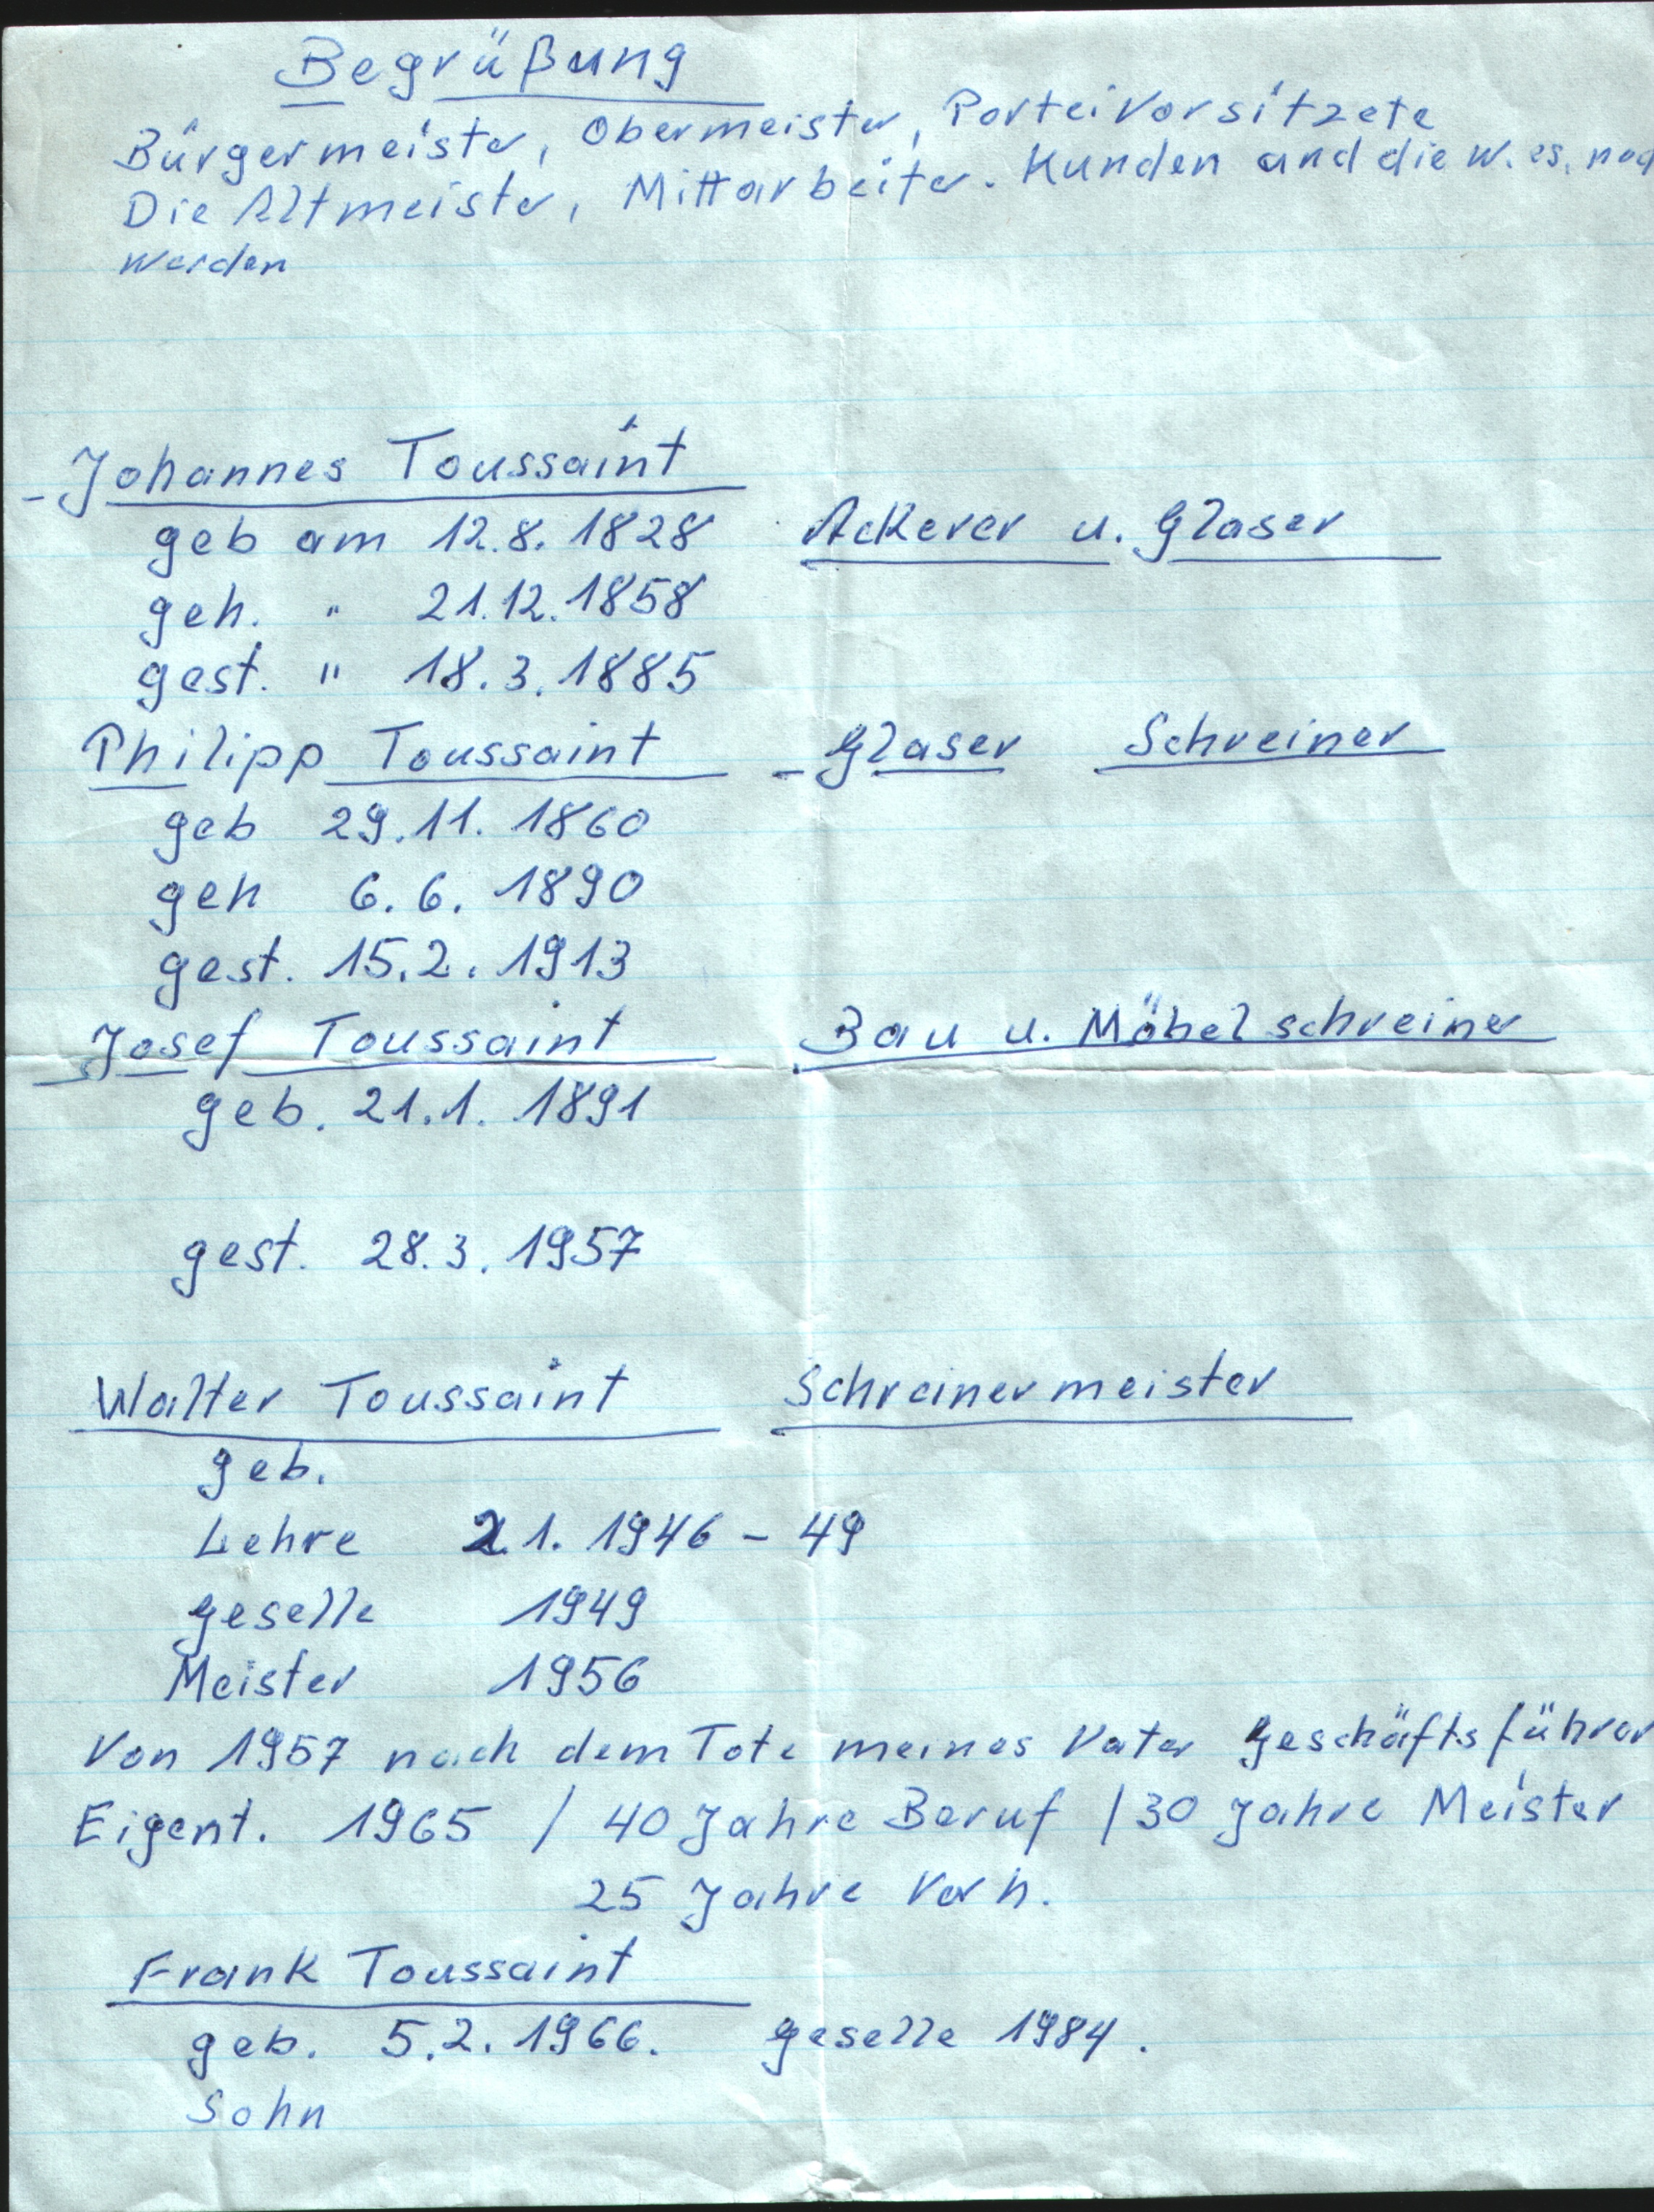 Begrüßung
Bürgermeister, Obermeister, Parteivorsitzete
Die Altmeister, Mittarbeiter. Kunden und die w. es. noch
werden
- Johannes Toussaint
geb am 12.8.1828 Ackerer u. Glaser
geh. " 21.12.1858
gest. " 18.3.1885
Philipp Toussaint - Glaser Schreiner
geb 29.11.1860
geh 6.6.1890
gest. 15.2.1913
Josef Toussaint Bau u. Möbelschreiner
geb. 21.1.1891
gest. 28.3.1957
Walter Toussaint Schreinermeister
geb.
Lehre 2.1.1946 - 49
Geselle 1949
Meister 1956
Von 1957 nach dem Tote meines Vater Geschäftsführer
Eigent. 1965 / 40 Jahre Beruf / 30 Jahre Meister
25 Jahre Verh.
Frank Toussaint
geb. 5.2.1966. Geselle 1984.
Sohn